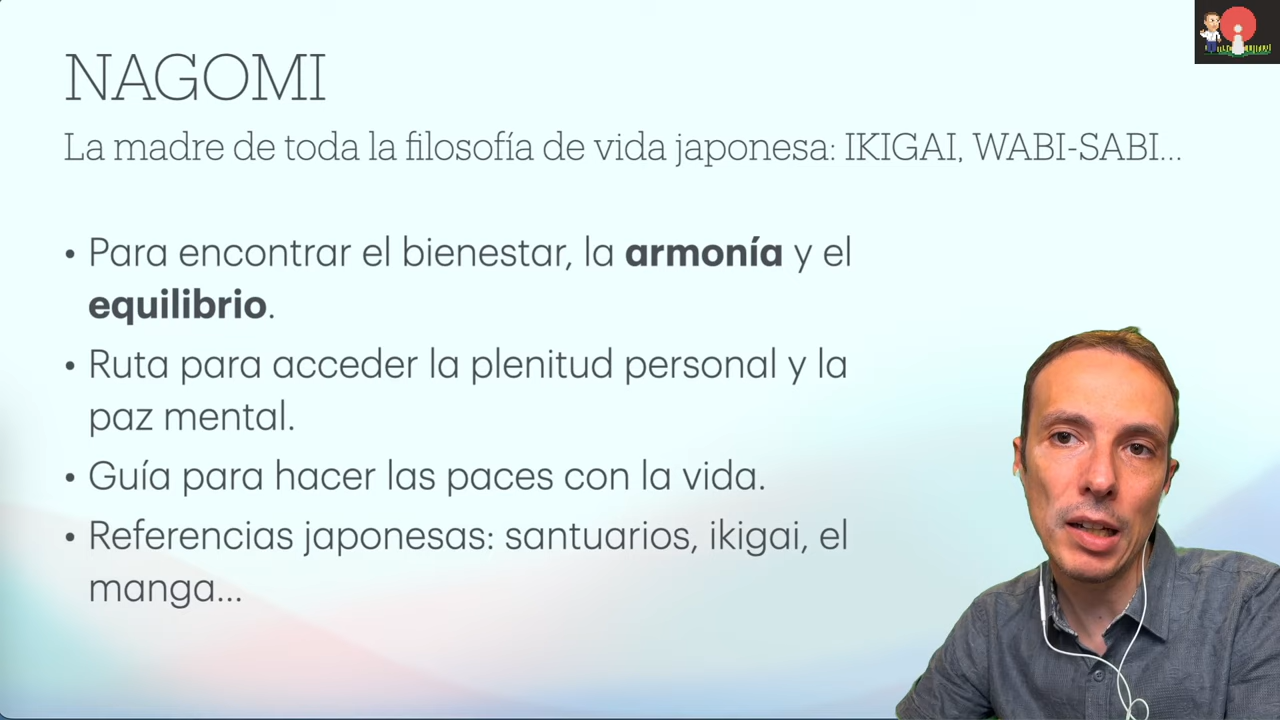 NAGOMI
La madre de toda la filosofía de vida japonesa: IKIGAI, WABI-SABI...
• Para encontrar el bienestar, la armonía y el
equilibrio.
• Ruta para acceder la plenitud personal y la
paz mental.
• Guía para hacer las paces con la vida.
• Referencias japonesas: santuarios, ikigai, el
manga...